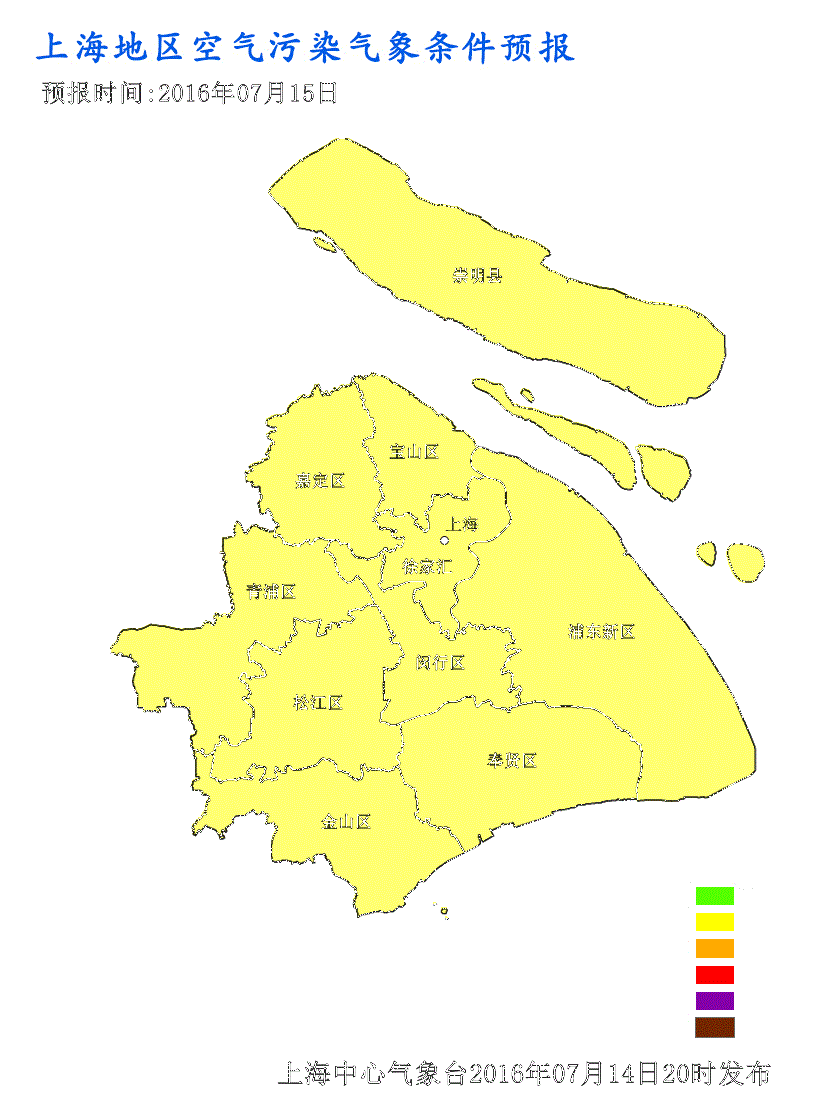 上海地区空气污染气象条件预报
预报时间:2016年07月15日
崇明县
宝山区
嘉定区
上海
徐家汇
青浦区
浦东新区
闵行区
松江区
奉贤区
金山区
上海中心气象台2016年07月14日20时发布